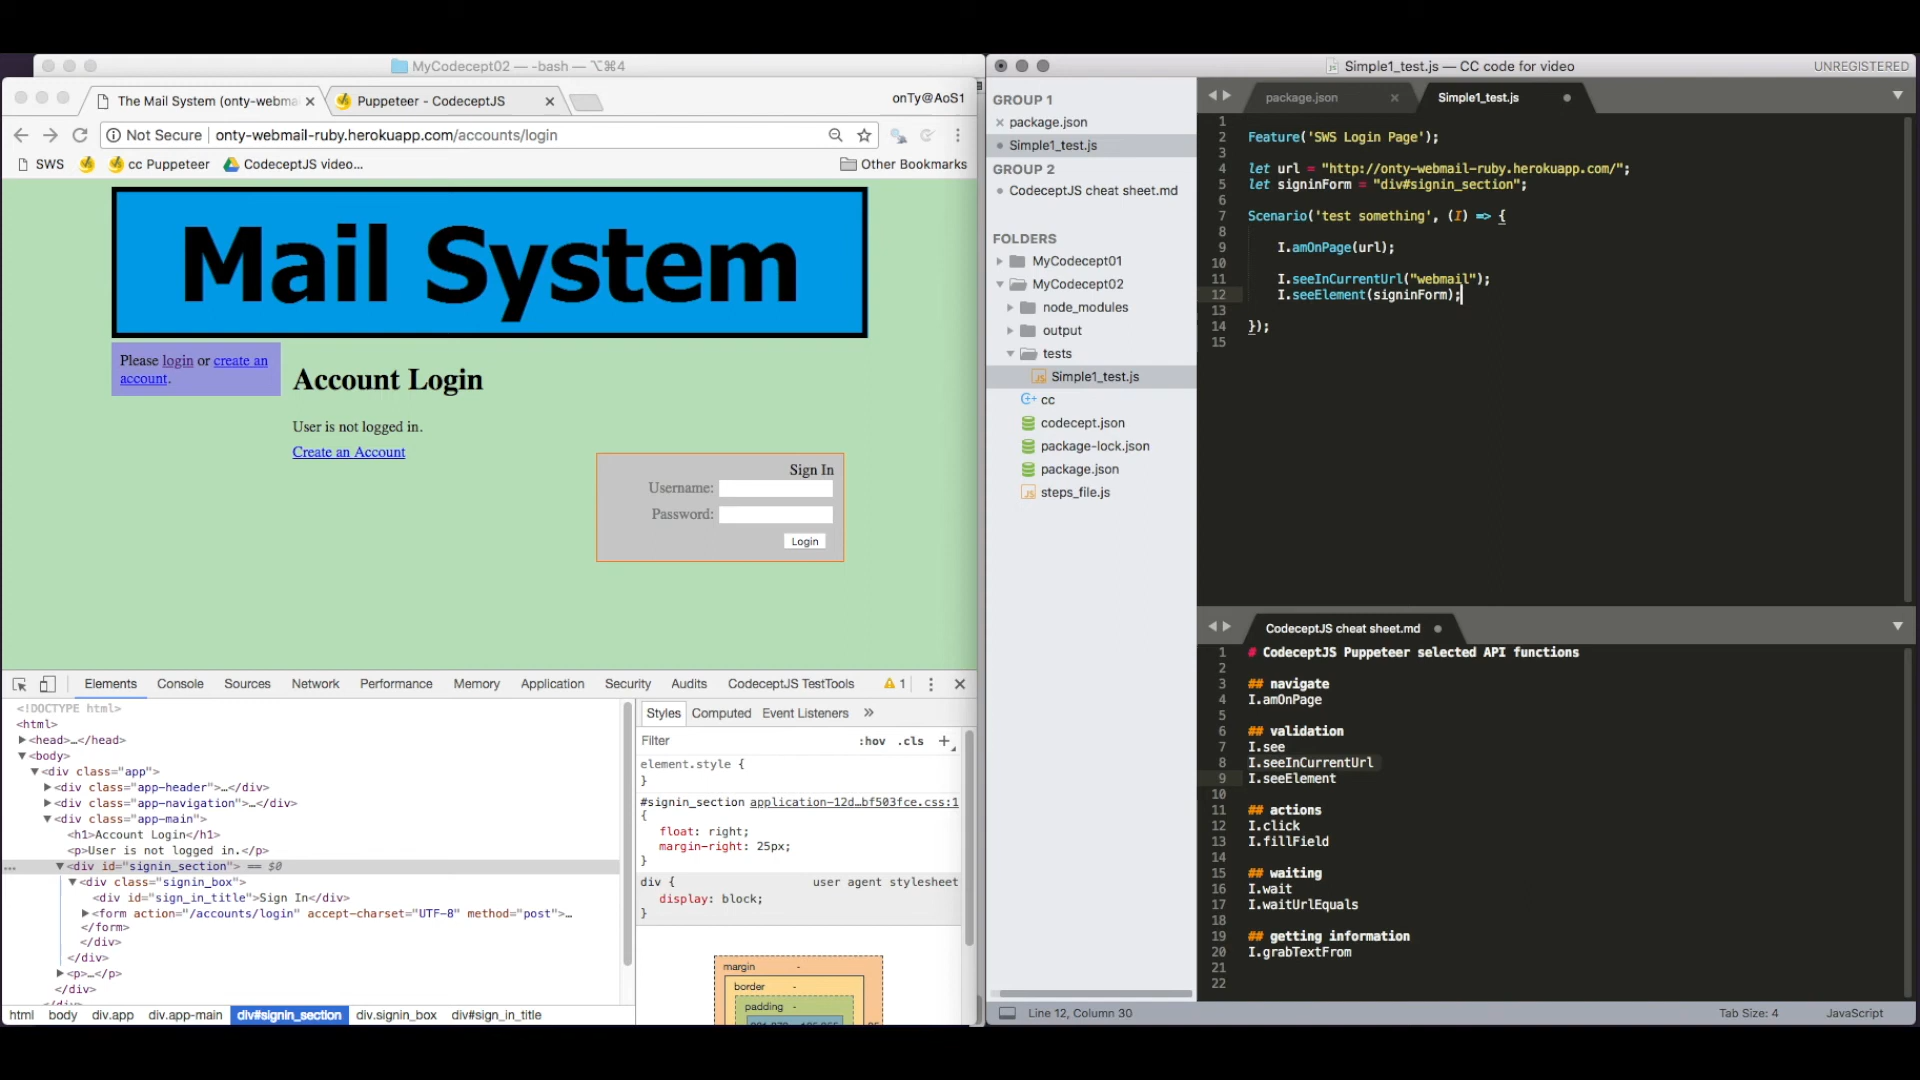 MyCodecept02 — -bash — ⌥⌘4
The Mail System (onty-webma
Puppeteer - CodeceptJS
onTy@AoS1
Not Secure
onty-webmail-ruby.herokuapp.com/accounts/login
SWS
cc Puppeteer
CodeceptJS video...
Other Bookmarks
Mail System
Please login or create an
account.
Account Login
User is not logged in.
Create an Account
Sign In
Username:
Password:
Login
Elements
Console
Sources
Network
Performance
Memory
Application
Security
Audits
CodeceptJS TestTools
1
<!DOCTYPE html>
<html>
<head>…</head>
<body>
<div class="app">
<div class="app-header">…</div>
<div class="app-navigation">…</div>
<div class="app-main">
<h1>Account Login</h1>
<p>User is not logged in.</p>
<div id="signin_section"> == $0
<div class="signin_box">
<div id="sign_in_title">Sign In</div>
<form action="/accounts/login" accept-charset="UTF-8" method="post">…
</form>
</div>
</div>
<p>…</p>
</div>
html
body
div.app
div.app-main
div#signin_section
div.signin_box
div#sign_in_title
Styles
Computed
Event Listeners
»
Filter
:hov
.cls
+
element.style {
}
#signin_section
application-12d…bf503fce.css:1
{
float: right;
margin-right: 25px;
}
div {
user agent stylesheet
display: block;
}
margin
-
border
-
padding
-
Simple1_test.js — CC code for video
UNREGISTERED
GROUP 1
package.json
Simple1_test.js
GROUP 2
CodeceptJS cheat sheet.md
FOLDERS
MyCodecept01
MyCodecept02
node_modules
output
tests
Simple1_test.js
cc
codecept.json
package-lock.json
package.json
steps_file.js
package.json
Simple1_test.js
1
2 Feature('SWS Login Page');
3
4 let url = "http://onty-webmail-ruby.herokuapp.com/";
5 let signinForm = "div#signin_section";
6
7 Scenario('test something', (I) => {
8
9 I.amOnPage(url);
10
11 I.seeInCurrentUrl("webmail");
12 I.seeElement(signinForm);
13
14 });
15
CodeceptJS cheat sheet.md
1 # CodeceptJS Puppeteer selected API functions
2
3 ## navigate
4 I.amOnPage
5
6 ## validation
7 I.see
8 I.seeInCurrentUrl
9 I.seeElement
10
11 ## actions
12 I.click
13 I.fillField
14
15 ## waiting
16 I.wait
17 I.waitUrlEquals
18
19 ## getting information
20 I.grabTextFrom
21
22
Line 12, Column 30
Tab Size: 4
JavaScript